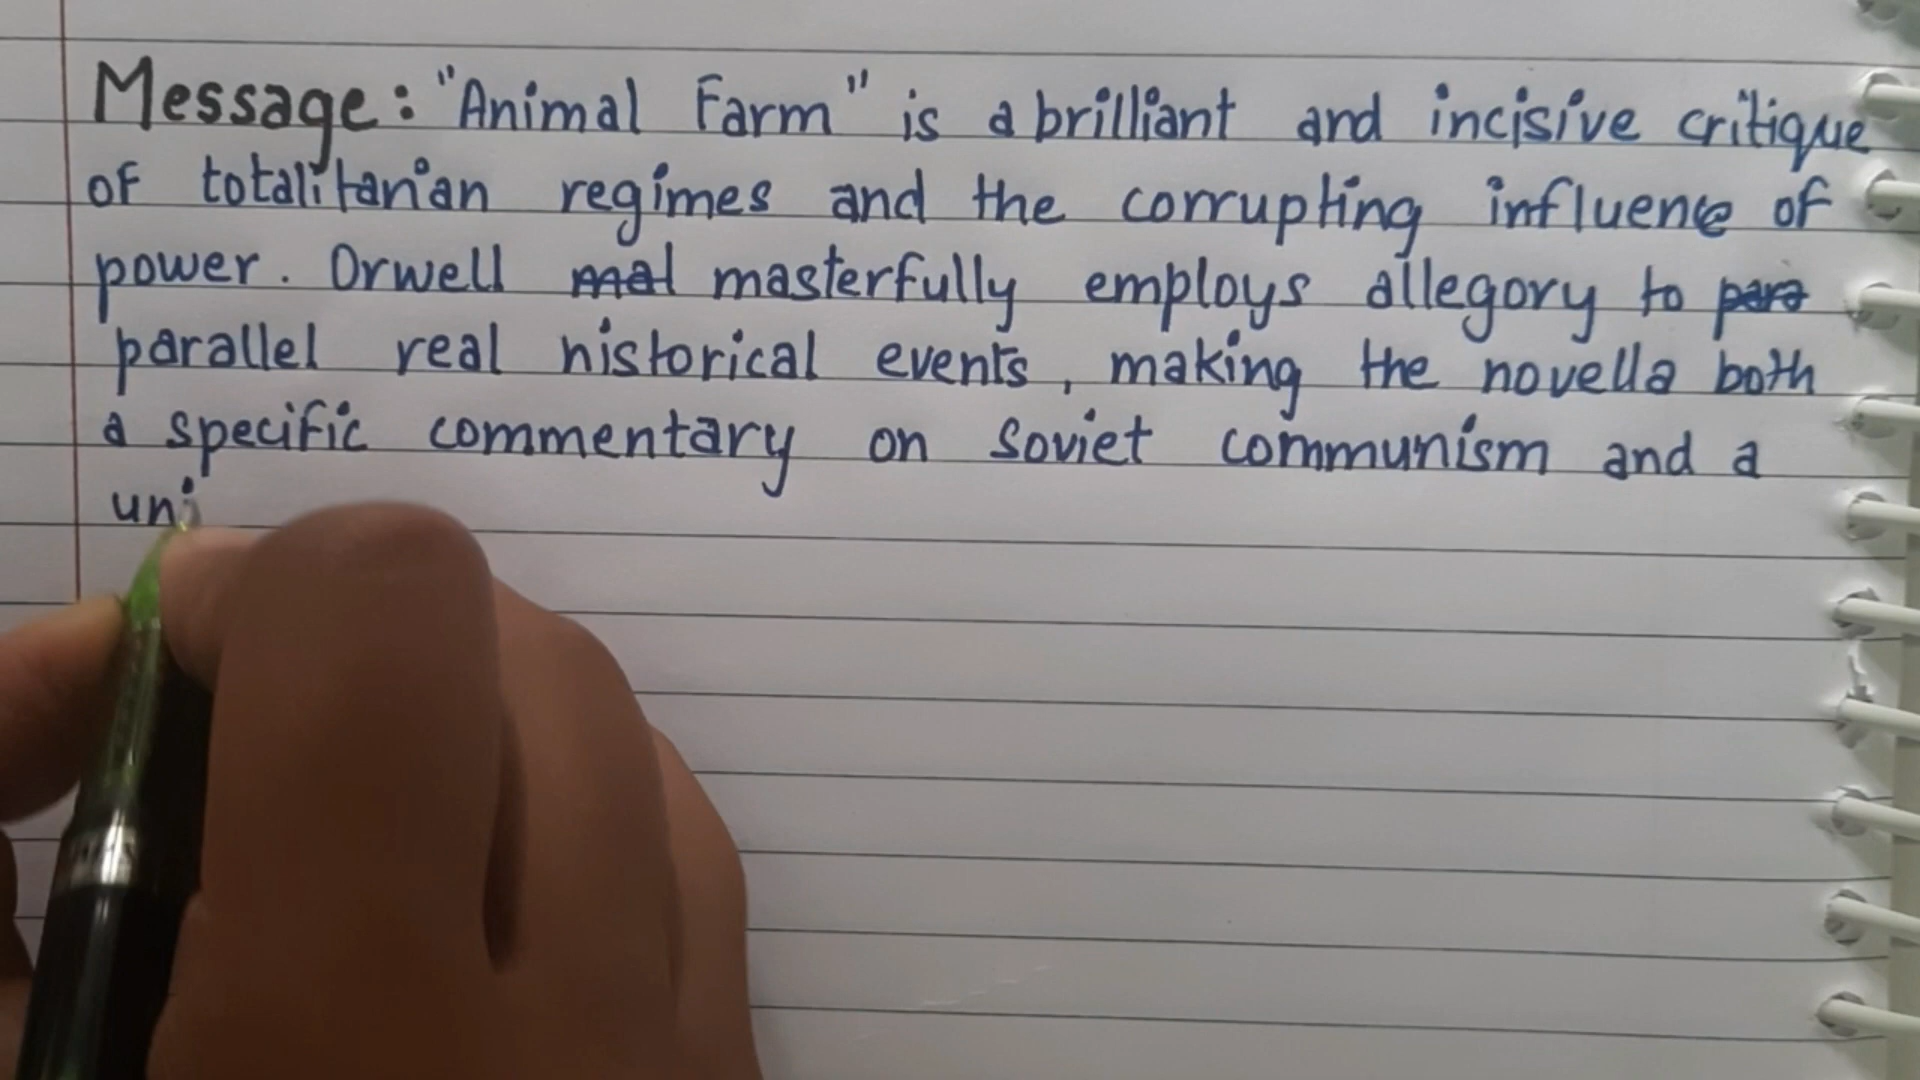 Message: "Animal Farm" is a brilliant and incisive critique
of totalitarian regimes and the corrupting influence of
power. Orwell mal masterfully employs allegory to para
parallel real historical events, making the novella both
a specific commentary on Soviet communism and a
uni